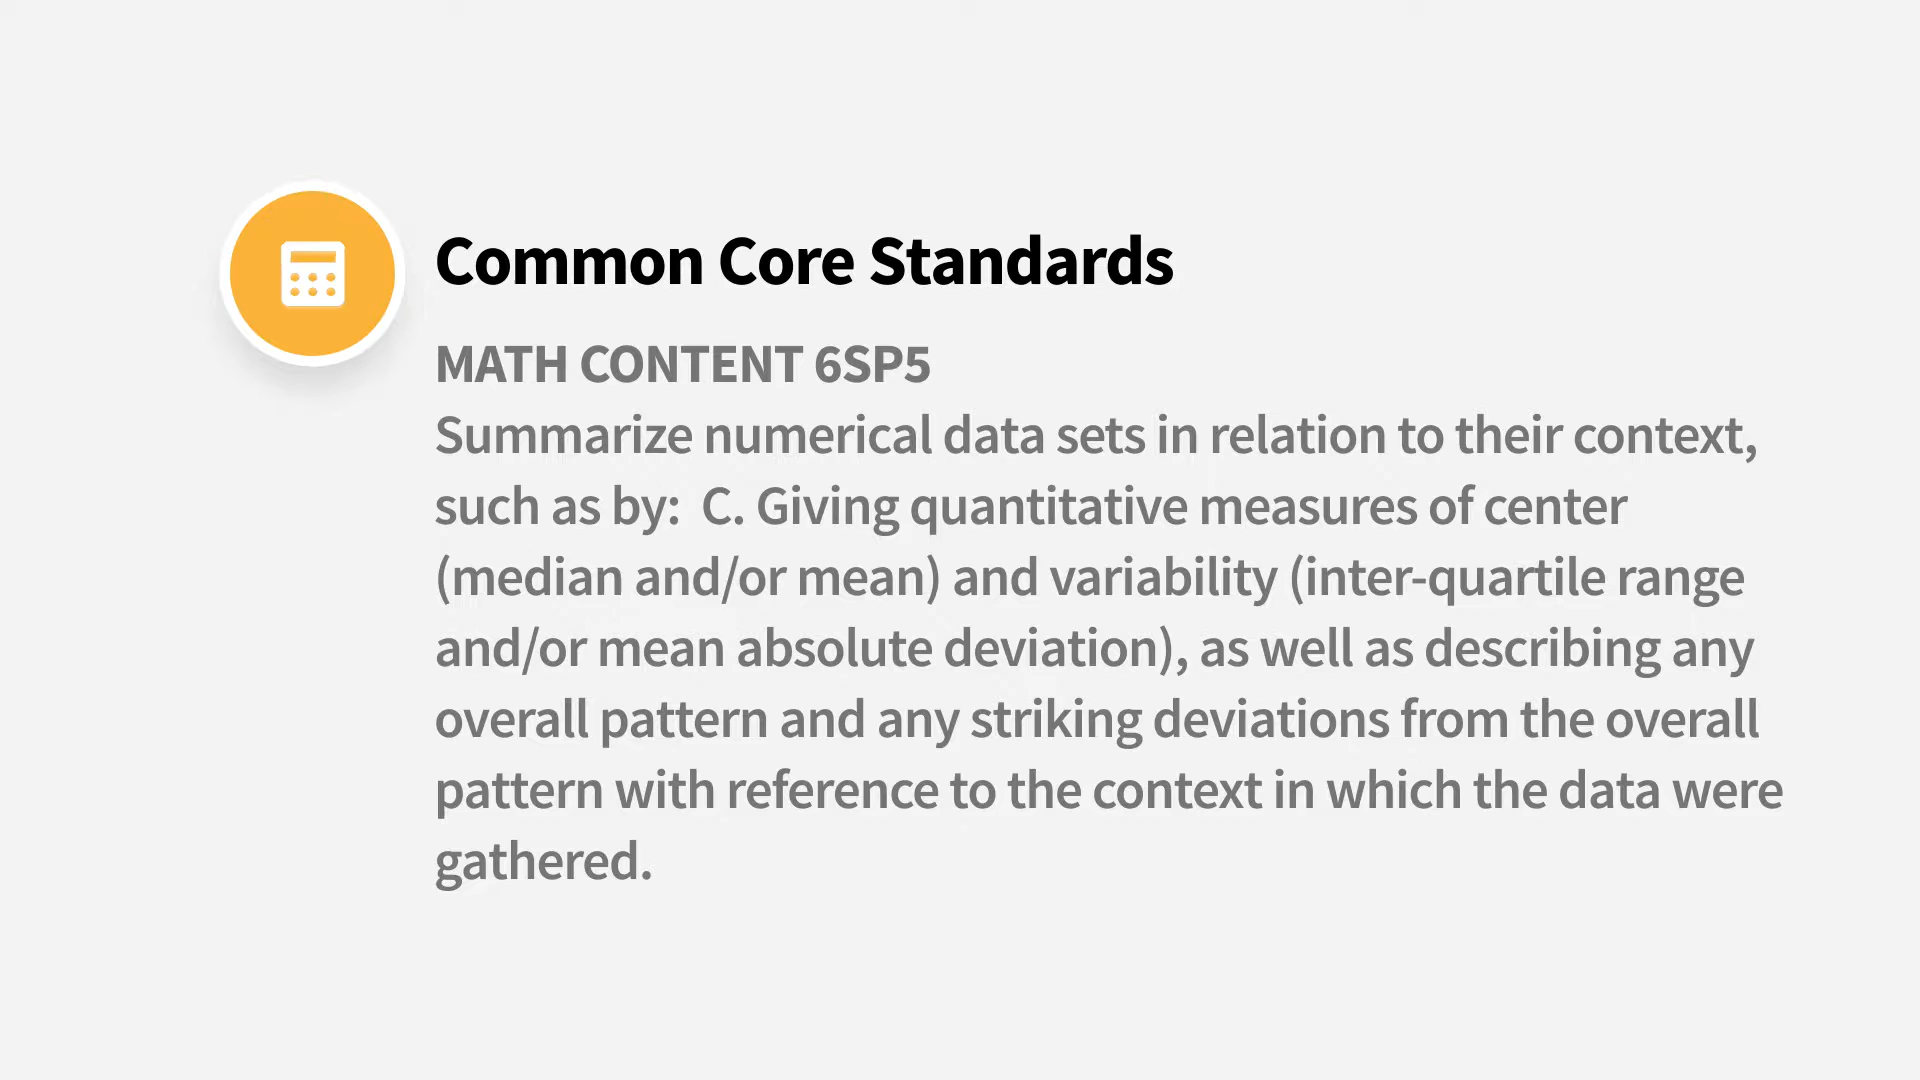 Common Core Standards
MATH CONTENT 6SP5
Summarize numerical data sets in relation to their context,
such as by:  C. Giving quantitative measures of center
(median and/or mean) and variability (inter-quartile range
and/or mean absolute deviation), as well as describing any
overall pattern and any striking deviations from the overall
pattern with reference to the context in which the data were
gathered.